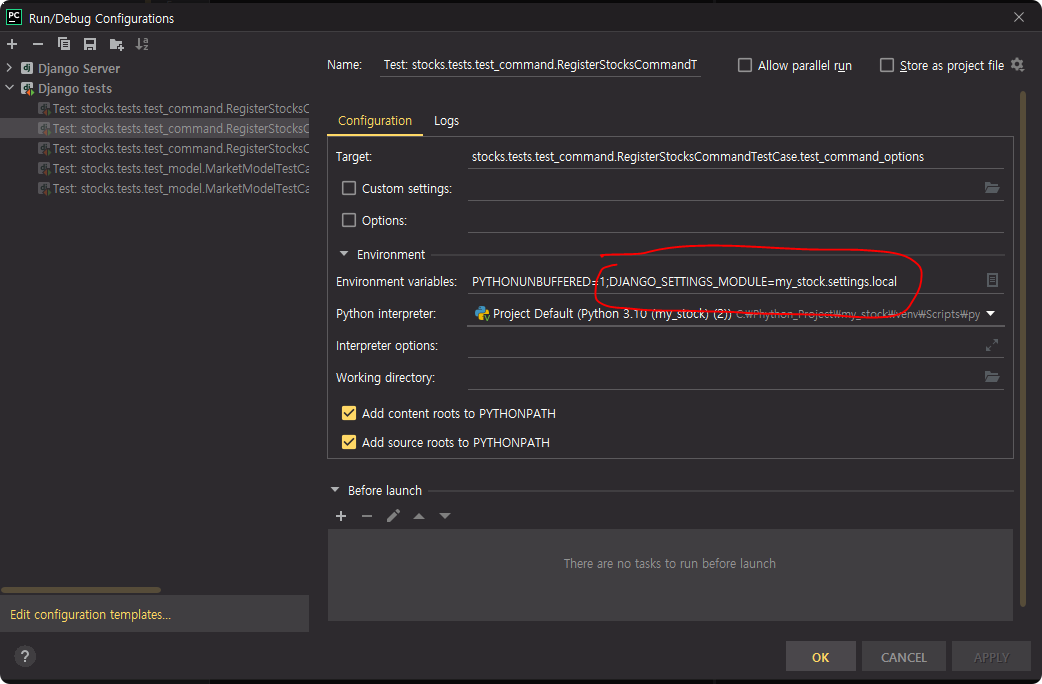 PC Run/Debug Configurations
Django Server
Django tests
Test: stocks.tests.test_command.RegisterStocksC
Test: stocks.tests.test_command.RegisterStocksC
Test: stocks.tests.test_command.RegisterStocksC
Test: stocks.tests.test_model.MarketModelTestCa
Test: stocks.tests.test_model.MarketModelTestCa
Edit configuration templates...
Name: Test: stocks.tests.test_command.RegisterStocksCommandT
Allow parallel run
Store as project file
Configuration Logs
Target: stocks.tests.test_command.RegisterStocksCommandTestCase.test_command_options
Custom settings:
Options:
Environment
Environment variables: PYTHONUNBUFFERED=1;DJANGO_SETTINGS_MODULE=my_stock.settings.local
Python interpreter: Project Default (Python 3.10 (my_stock) (2)) C:₩Phython_Project₩my_stock₩venv₩Scripts₩py
Interpreter options:
Working directory:
Add content roots to PYTHONPATH
Add source roots to PYTHONPATH
Before launch
There are no tasks to run before launch
?
OK CANCEL APPLY